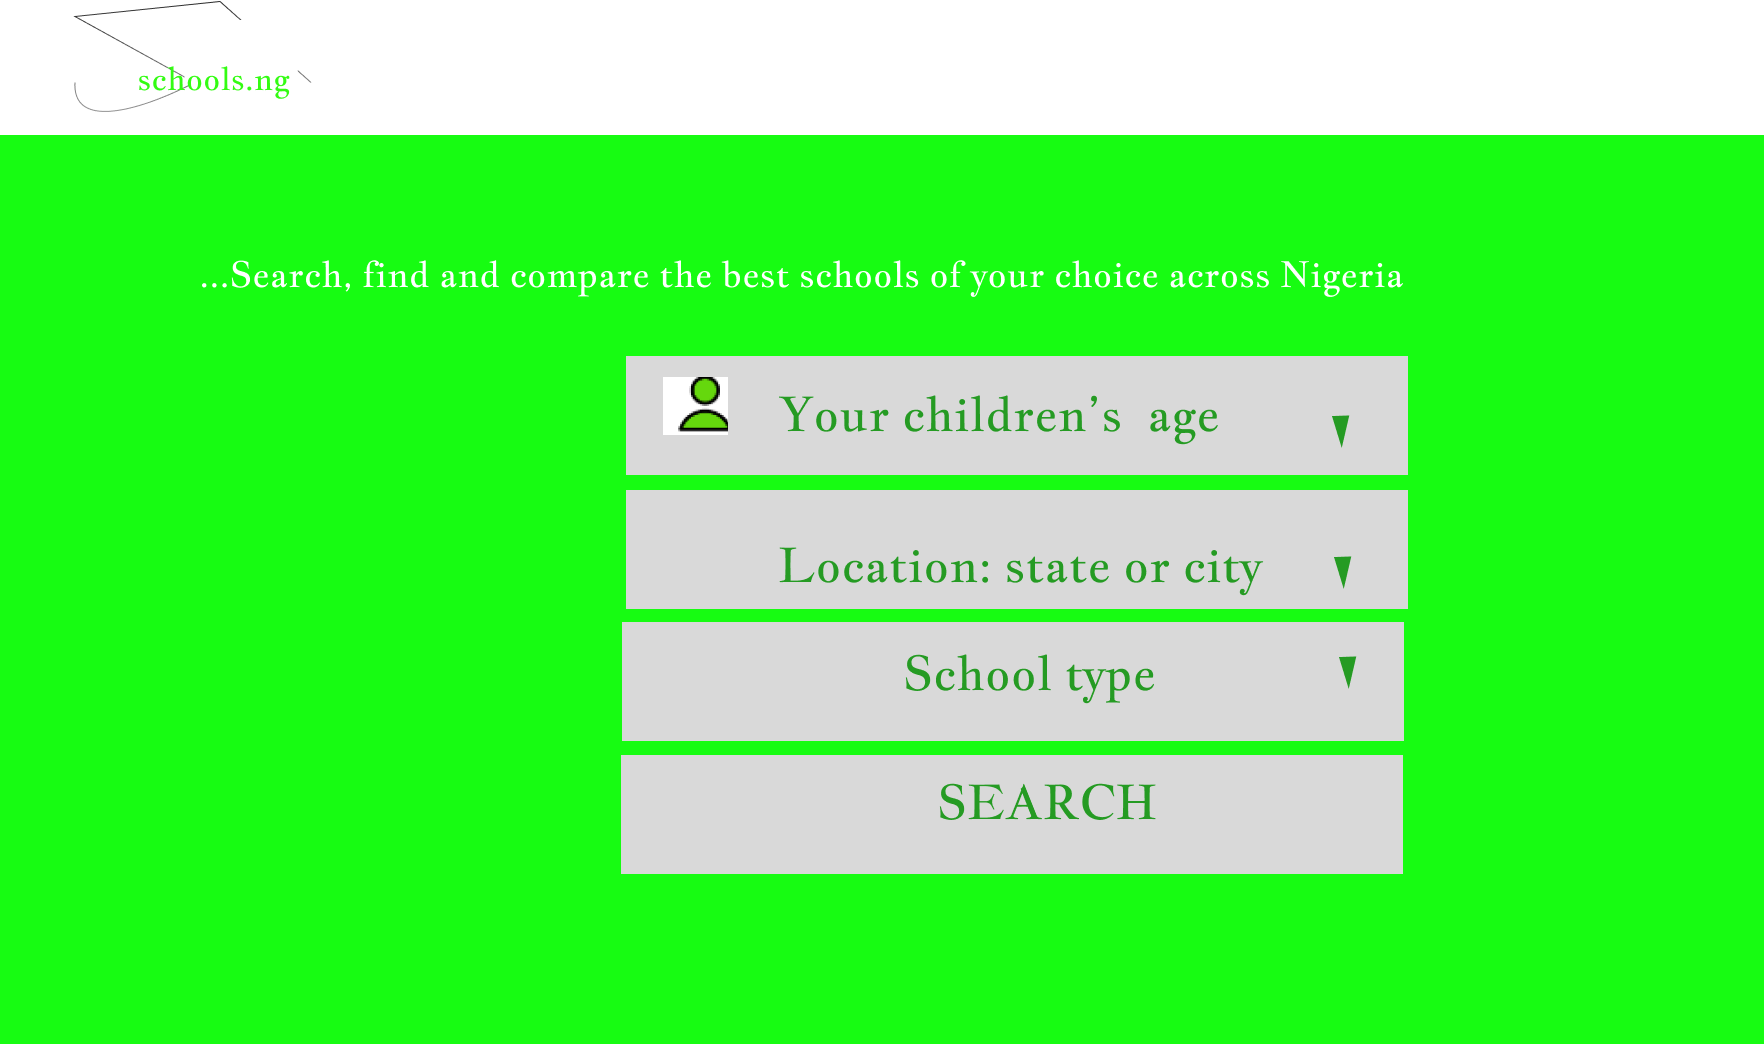 schools.ng
...Search, find and compare the best schools of your choice across Nigeria
Your children’s  age
Location: state or city
School type
SEARCH